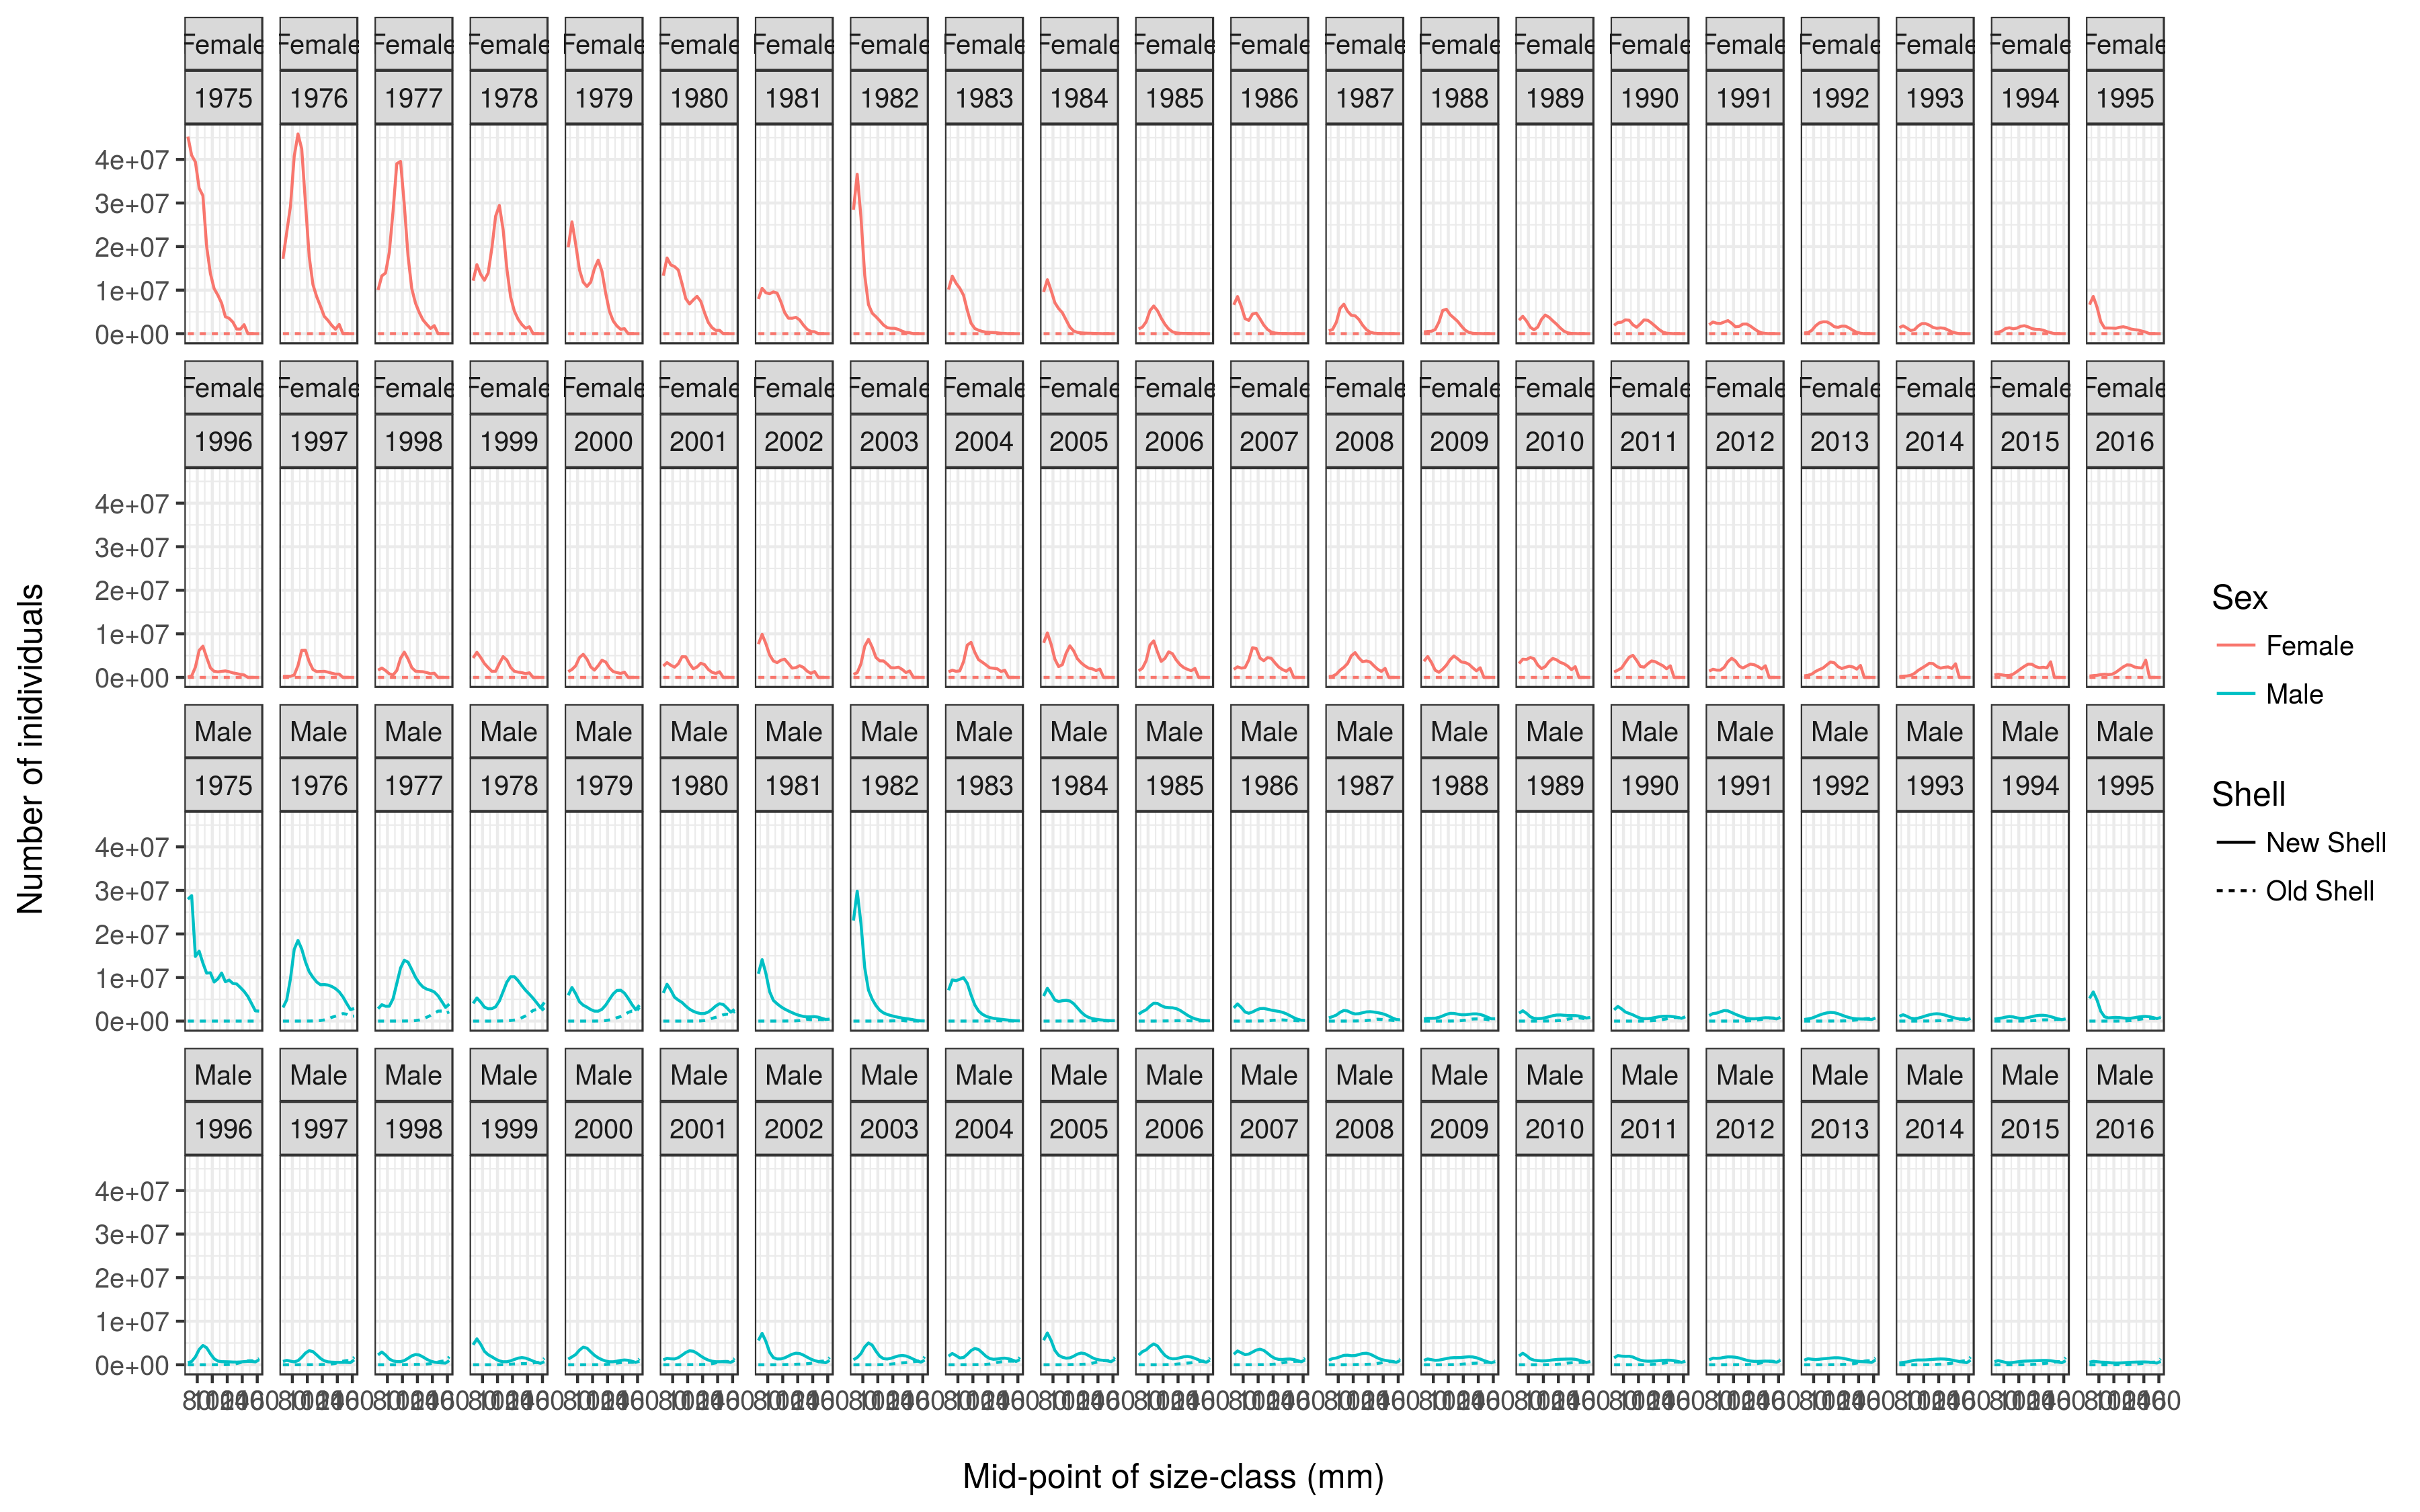 Female Female Female Female Female Female Female Female Female Female Female Female Female Female Female Female Female Female Female Female Female
1975 1976 1977 1978 1979 1980 1981 1982 1983 1984 1985 1986 1987 1988 1989 1990 1991 1992 1993 1994 1995
4e+07
3e+07
2e+07
1e+07
0e+00
Female Female Female Female Female Female Female Female Female Female Female Female Female Female Female Female Female Female Female Female Female
1996 1997 1998 1999 2000 2001 2002 2003 2004 2005 2006 2007 2008 2009 2010 2011 2012 2013 2014 2015 2016
4e+07
3e+07
2e+07
1e+07
0e+00
Male Male Male Male Male Male Male Male Male Male Male Male Male Male Male Male Male Male Male Male Male
1975 1976 1977 1978 1979 1980 1981 1982 1983 1984 1985 1986 1987 1988 1989 1990 1991 1992 1993 1994 1995
4e+07
3e+07
2e+07
1e+07
0e+00
Male Male Male Male Male Male Male Male Male Male Male Male Male Male Male Male Male Male Male Male Male
1996 1997 1998 1999 2000 2001 2002 2003 2004 2005 2006 2007 2008 2009 2010 2011 2012 2013 2014 2015 2016
4e+07
3e+07
2e+07
1e+07
0e+00
Mid-point of size-class (mm)
Number of inidividuals
Sex
Female
Male
Shell
New Shell
Old Shell